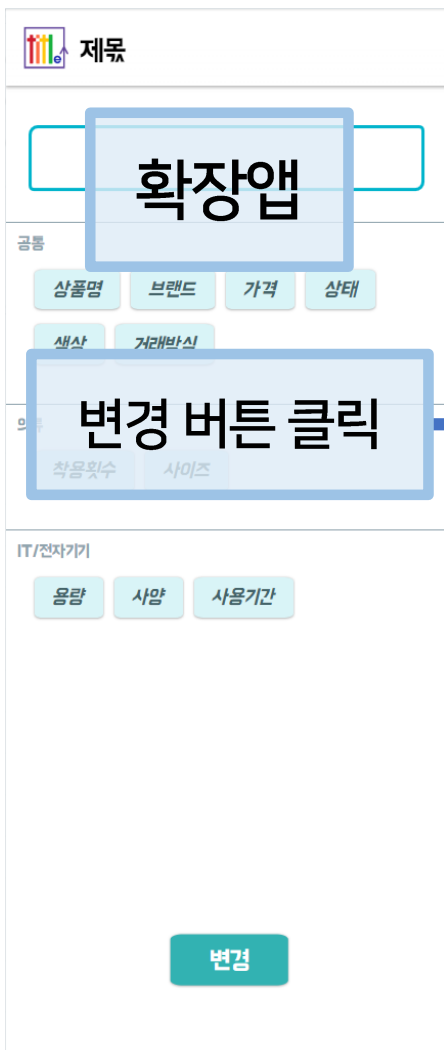 title 제목
확장앱
공통
상품명 브랜드 가격 상태
색상 거래방식
변경 버튼 클릭
착용횟수 사이즈
IT/전자기기
용량 사양 사용기간
변경